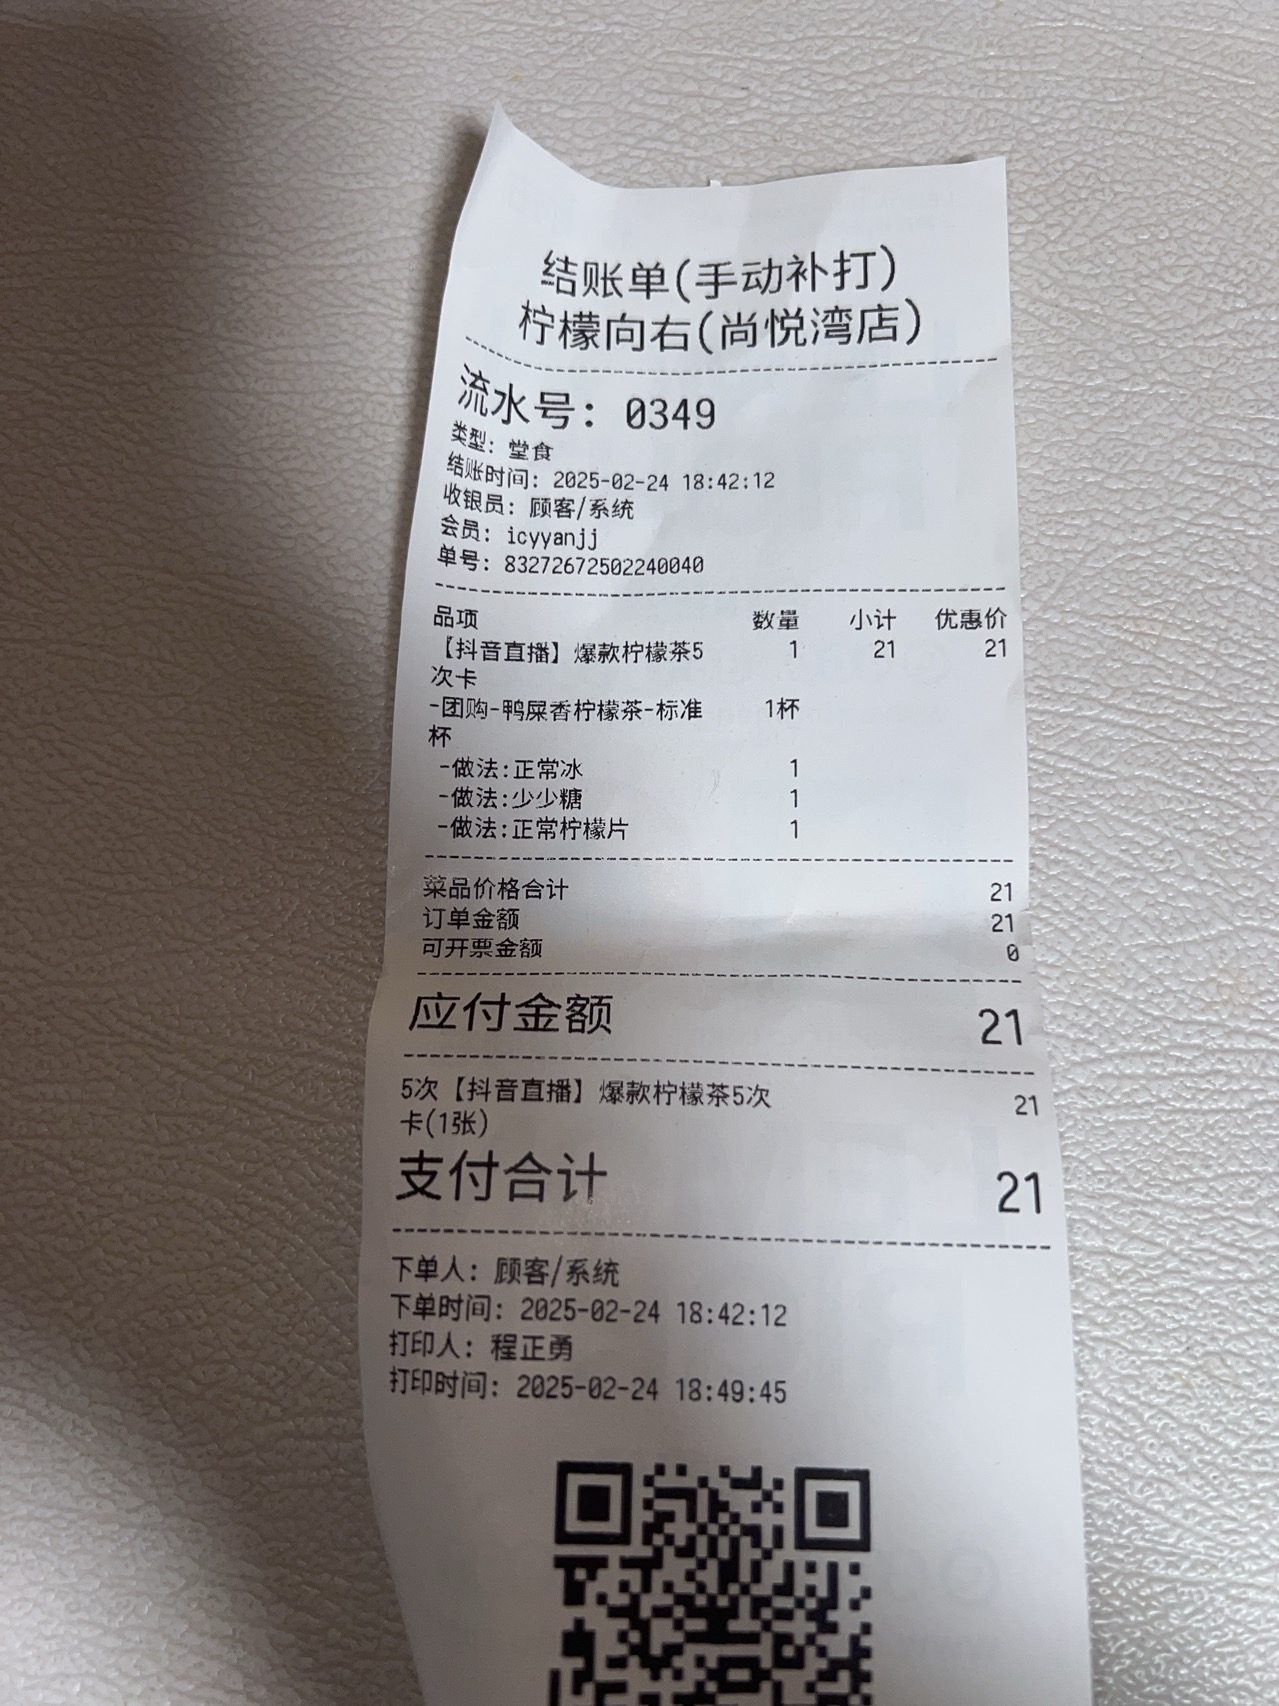 结账单(手动补打)
柠檬向右(尚悦湾店)
流水号: 0349
类型: 堂食
结账时间: 2025-02-24 18:42:12
收银员: 顾客/系统
会员: icyyanjj
单号: 832726725022400​40
品项 数量 小计 优惠价
【抖音直播】爆款柠檬茶5 1 21 21
次卡
-团购-鸭屎香柠檬茶-标准 1杯
杯
-做法:正常冰 1
-做法:少少糖 1
-做法:正常柠檬片 1
菜品价格合计 21
订单金额 21
可开票金额 0
应付金额 21
5次【抖音直播】爆款柠檬茶5次 21
卡(1张)
支付合计 21
下单人: 顾客/系统
下单时间: 2025-02-24 18:42:12
打印人: 程正勇
打印时间: 2025-02-24 18:49:45